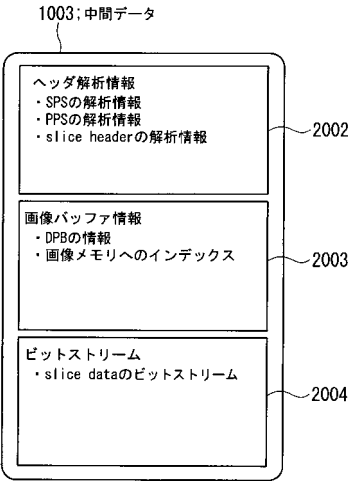 1003;中間データ
ヘッダ解析情報
・SPSの解析情報
・PPSの解析情報
・slice headerの解析情報
2002
画像バッファ情報
・DPBの情報
・画像メモリへのインデックス
2003
ビットストリーム
・slice dataのビットストリーム
2004